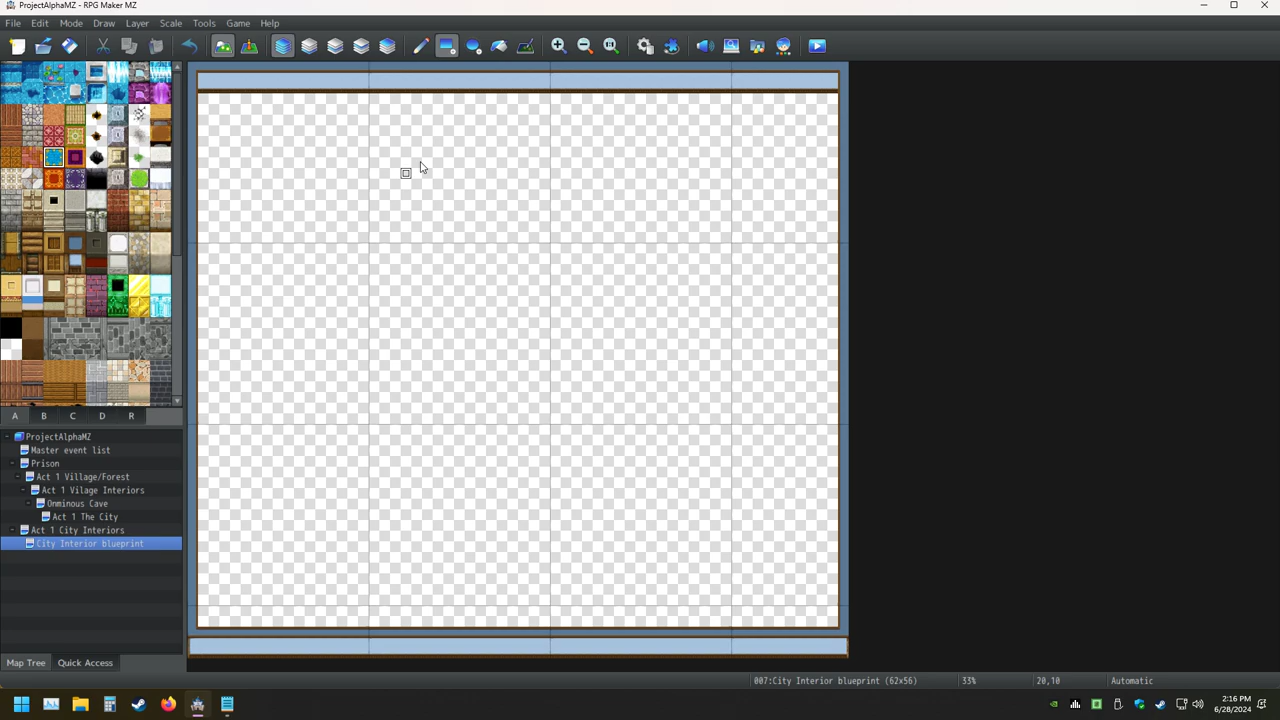 ProjectAlphaMZ - RPG Maker MZ
File Edit Mode Draw Layer Scale Tools Game Help
A B C D R
ProjectAlphaMZ
Master event list
Prison
Act 1 Village/Forest
Act 1 Vilage Interiors
Onminous Cave
Act 1 The City
Act 1 City Interiors
City Interior blueprint
Map Tree Quick Access
007:City Interior blueprint (62x56) 33% 20,10 Automatic
2:16 PM
6/28/2024